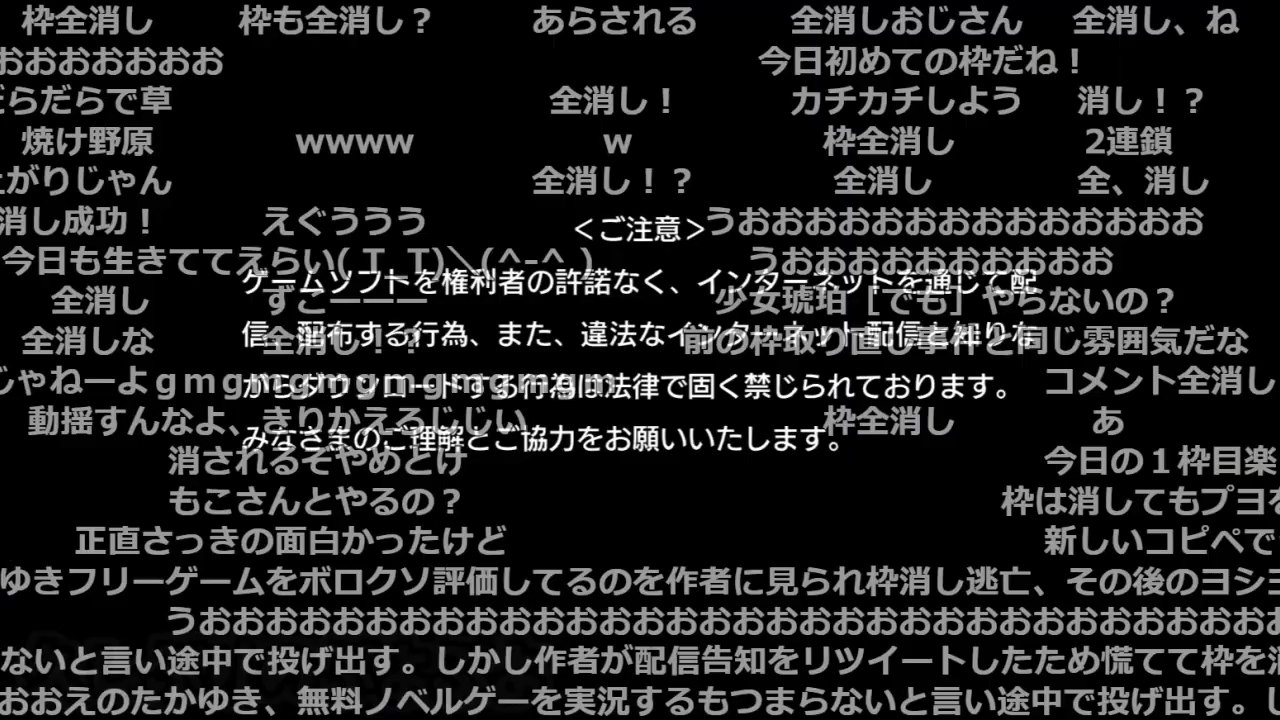 枠全消し 枠も全消し？ あらされる 全消しおじさん 全消し、ね
おおおおおおお 今日初めての枠だね！
だらだらで草 全消し！ カチカチしよう 消し！？
焼け野原 wwww w 枠全消し 2連鎖
上がりじゃん 全消し！？ 全消し 全、消し
消し成功！ えぐううう ＜ご注意＞ うおおおおおおおおおおおおおお
今日も生きててえらい( T_T)＼(^-^ ) うおおおおおおおおおお
ゲームソフトを権利者の許諾なく、インターネットを通じて配
全消し すこーーー 少女琥珀［でも］やらないの？
信、配布する行為、また、違法なインターネット配信と知りな
全消しな 全消し！？ 前の枠取り直し事件と同じ雰囲気だな
じゃねーよｇｍｇｍｇｍｇｍｇｍｇｍｇｍ コメント全消し
がらダウンロードする行為は法律で固く禁じられております。
動揺すんなよ、きりかえろじじい 枠全消し あ
みなさまのご理解とご協力をお願いいたします。
消されるぞやめとけ 今日の１枠目楽
もこさんとやるの？ 枠は消してもプヨを
正直さっきの面白かったけど 新しいコピペで
ゆきフリーゲームをボロクソ評価してるのを作者に見られ枠消し逃亡、その後のヨシヨ
うおおおおおおおおおおおおおおおおおおおおおおおおおおおおおおおお
ないと言い途中で投げ出す。しかし作者が配信告知をリツイートしたため慌てて枠を消
おおえのたかゆき、無料ノベルゲーを実況するもつまらないと言い途中で投げ出す。し